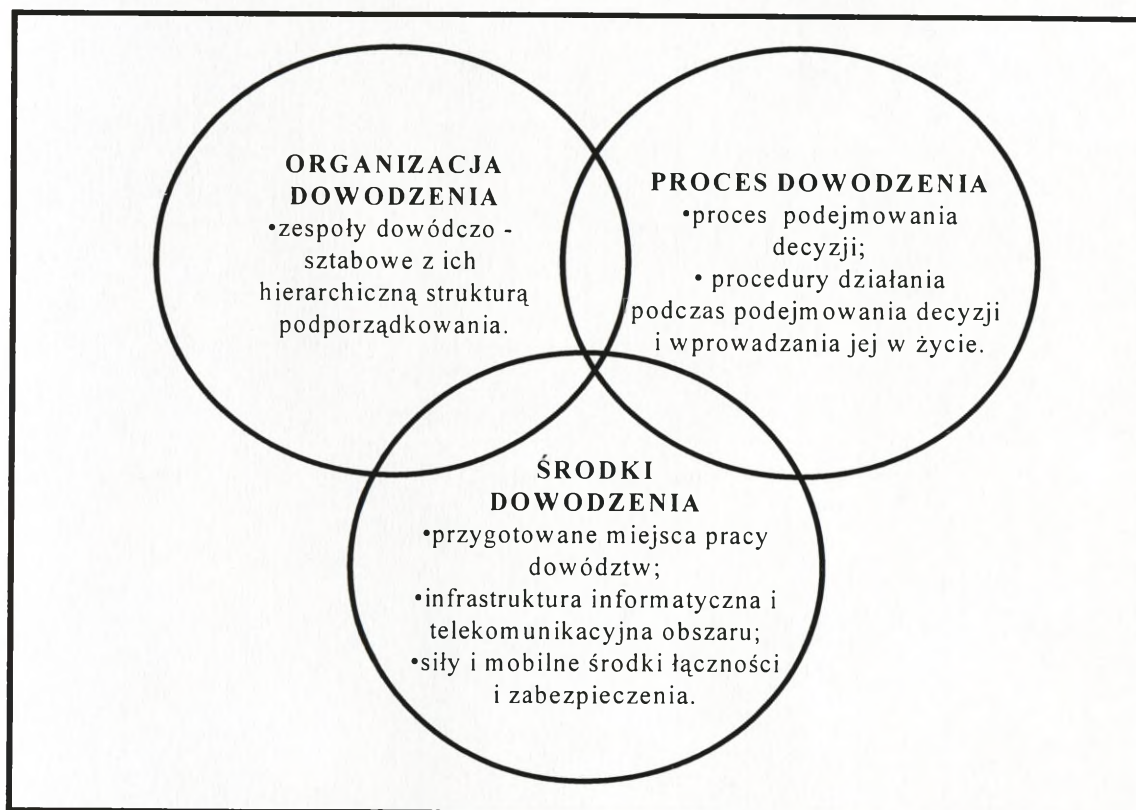 ORGANIZACJA
DOWODZENIA
•zespoły dowódczo -
sztabowe z ich
hierarchiczną strukturą
podporządkowania.
PROCES DOWODZENIA
•proces podejmowania
decyzji;
• procedury działania
podczas podejmowania decyzji
i wprowadzania jej w życie.
ŚRODKI
DOWODZENIA
•przygotowane miejsca pracy
dowództw;
•infrastruktura informatyczna i
telekomunikacyjna obszaru;
•siły i mobilne środki łączności
i zabezpieczenia.